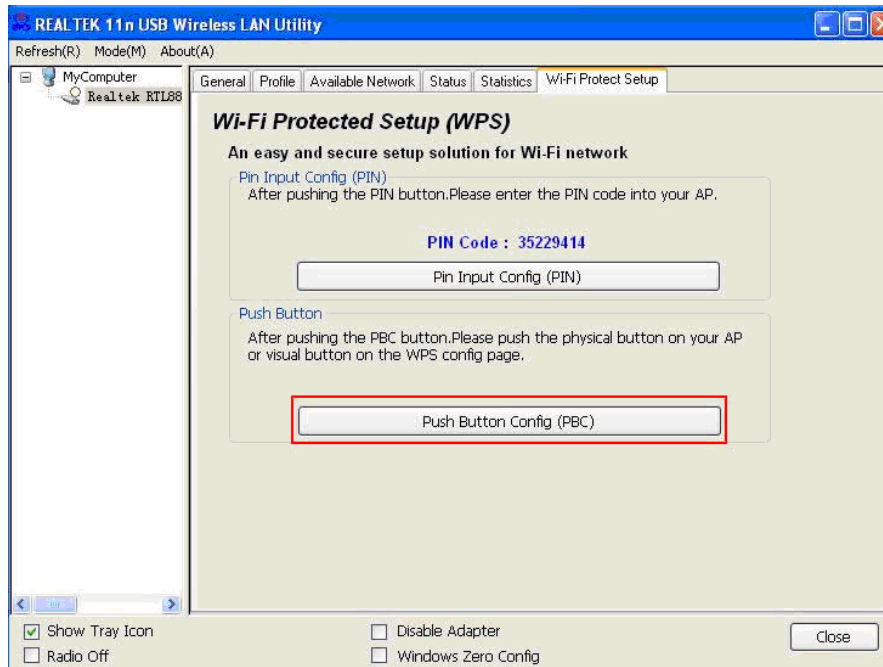 REALTEK 11n USB Wireless LAN Utility
Refresh(R) Mode(M) About(A)
MyComputer
Realtek RTL88
General Profile Available Network Status Statistics Wi-Fi Protect Setup
Wi-Fi Protected Setup (WPS)
An easy and secure setup solution for Wi-Fi network
Pin Input Config (PIN)
After pushing the PIN button.Please enter the PIN code into your AP.
PIN Code : 35229414
Pin Input Config (PIN)
Push Button
After pushing the PBC button.Please push the physical button on your AP
or visual button on the WPS config page.
Push Button Config (PBC)
Show Tray Icon
Radio Off
Disable Adapter
Windows Zero Config
Close